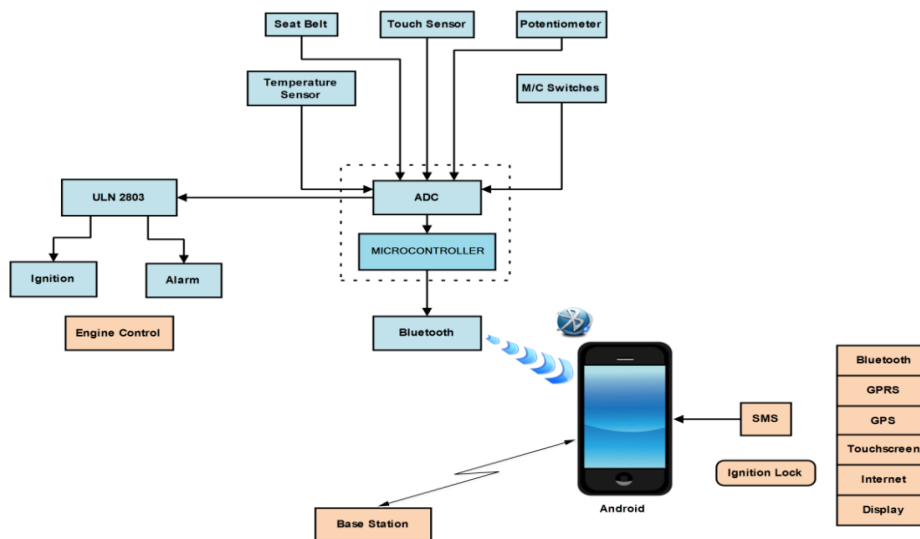 Seat Belt
Touch Sensor
Potentiometer
Temperature
Sensor
M/C Switches
ULN 2803
ADC
MICROCONTROLLER
Ignition
Alarm
Engine Control
Bluetooth
Bluetooth
GPRS
GPS
Touchscreen
Internet
Display
SMS
Ignition Lock
Android
Base Station